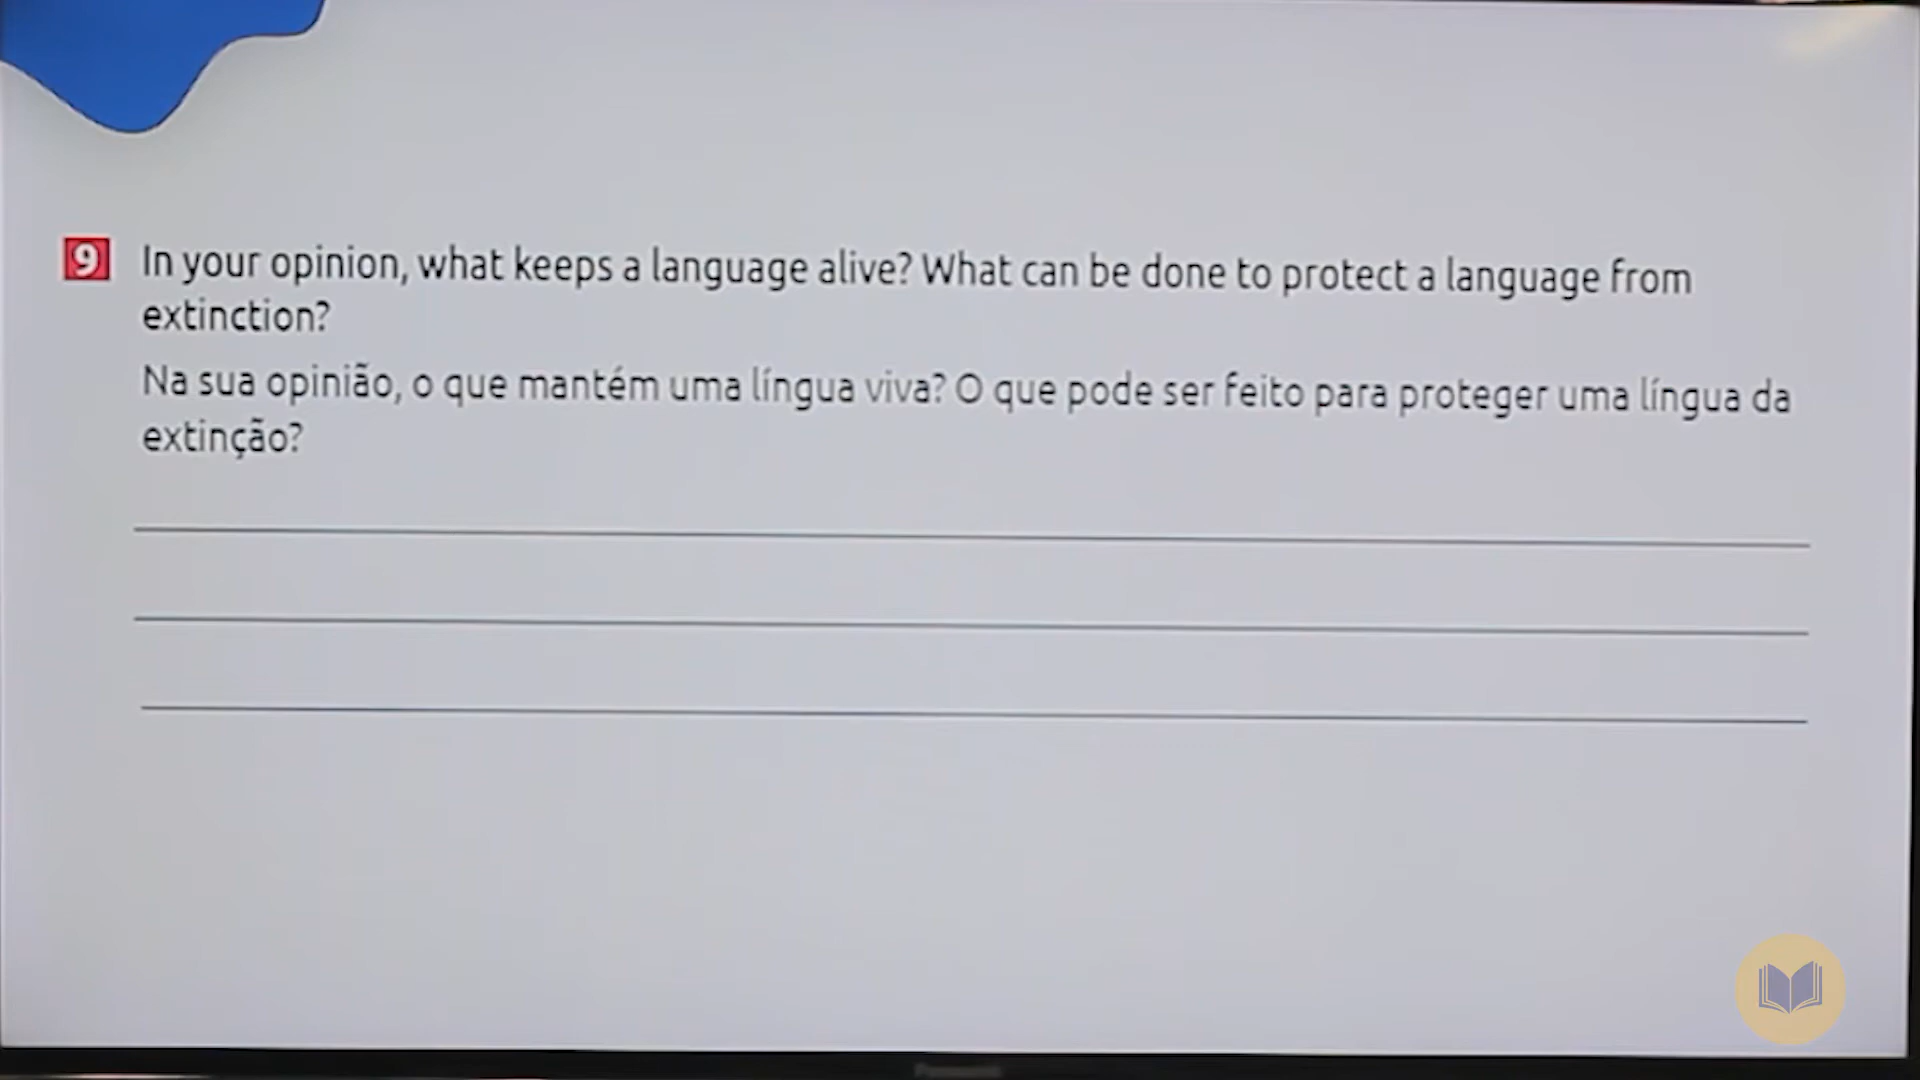 9 In your opinion, what keeps a language alive? What can be done to protect a language from
extinction?
Na sua opinião, o que mantém uma língua viva? O que pode ser feito para proteger uma língua da
extinção?